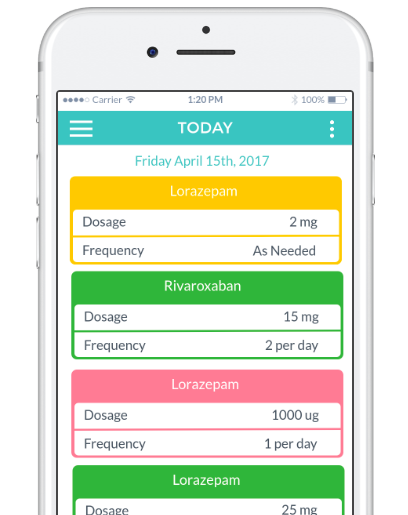 Carrier 1:20 PM 100%
TODAY
Friday April 15th, 2017
Lorazepam
Dosage 2 mg
Frequency As Needed
Rivaroxaban
Dosage 15 mg
Frequency 2 per day
Lorazepam
Dosage 1000 ug
Frequency 1 per day
Lorazepam
Dosage 25 mg